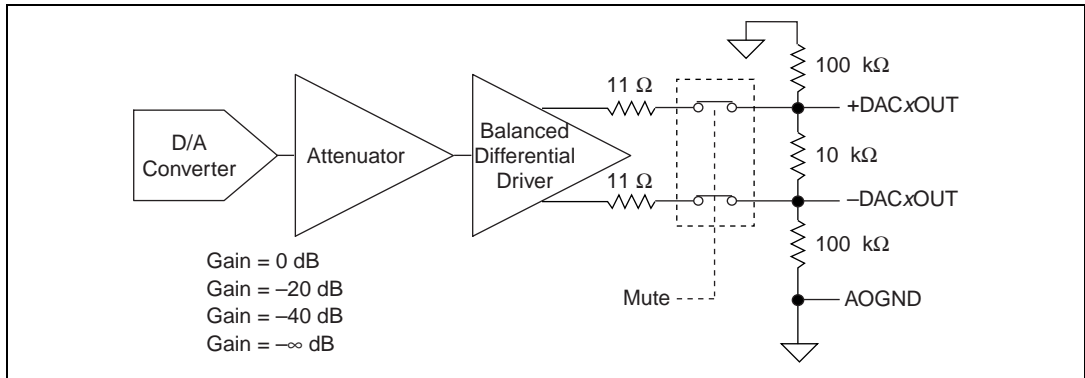 D/A
Converter
Attenuator
Balanced
Differential
Driver
11 Ω
11 Ω
Mute
100 kΩ
+DACxOUT
10 kΩ
–DACxOUT
100 kΩ
AOGND
Gain = 0 dB
Gain = –20 dB
Gain = –40 dB
Gain = –∞ dB